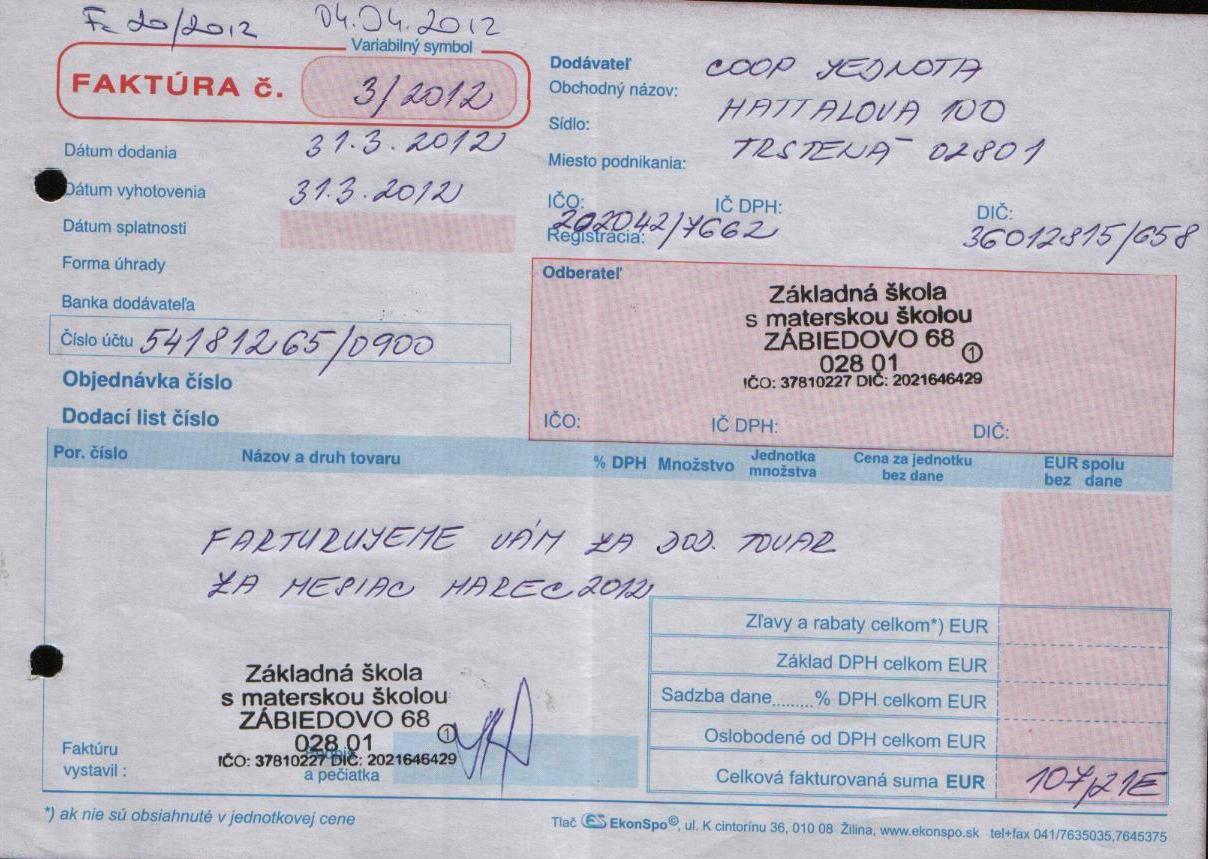 Fa 20/2012 04.04.2012
Variabilný symbol
FAKTÚRA č. 3/2012
Dátum dodania 31.3.2012
Dátum vyhotovenia 31.3.2012
Dátum splatnosti
Forma úhrady
Banka dodávateľa
Číslo účtu 54181265/0900
Objednávka číslo
Dodací list číslo
Dodávateľ COOP JEDNOTA
Obchodný názov:
HATTALOVA 100
Sídlo:
TRSTENÁ 02801
Miesto podnikania:
IČO: IČ DPH: DIČ:
202042/7662 36012815/658
Registrácia:
Odberateľ
Základná škola
s materskou školou
ZÁBIEDOVO 68
028 01 1
IČO: 37810227 DIČ: 2021646429
IČO: IČ DPH: DIČ:
Por. číslo Názov a druh tovaru % DPH Množstvo Jednotka množstva Cena za jednotku bez dane EUR spolu bez dane
FARTURUJEME VÁM ZA DOD. TOVAR
ZA MESIAC MAREC 2012
Zľavy a rabaty celkom*) EUR
Základ DPH celkom EUR
Sadzba dane.......% DPH celkom EUR
Oslobodené od DPH celkom EUR
Celková fakturovaná suma EUR 107,21E
Základná škola
s materskou školou
ZÁBIEDOVO 68
028 01 1
IČO: 37810227 DIČ: 2021646429
Faktúru
vystavil :
a pečiatka
*) ak nie sú obsiahnuté v jednotkovej cene
Tlač ES EkonSpo©, ul. K cintorínu 36, 010 08 Žilina, www.ekonspo.sk tel+fax 041/7635035,7645375